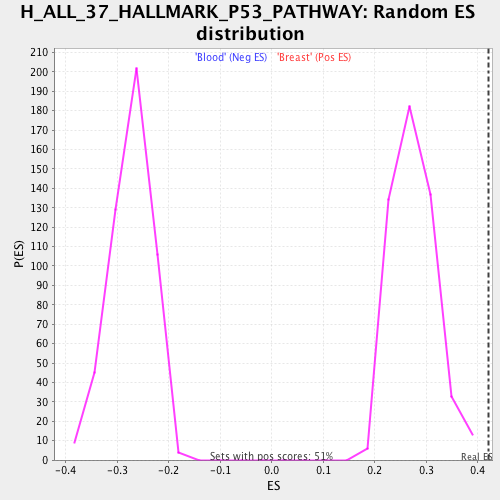 H_ALL_37_HALLMARK_P53_PATHWAY: Random ES
distribution
'Blood' (Neg ES) 'Breast' (Pos ES)
210
200
190
180
170
160
150
140
130
120
110
100
90
80
70
60
50
40
30
20
10
0
P(ES)
Sets with pos scores: 51%
Real ES
-0.4 -0.3 -0.2 -0.1 0.0 0.1 0.2 0.3 0.4
ES